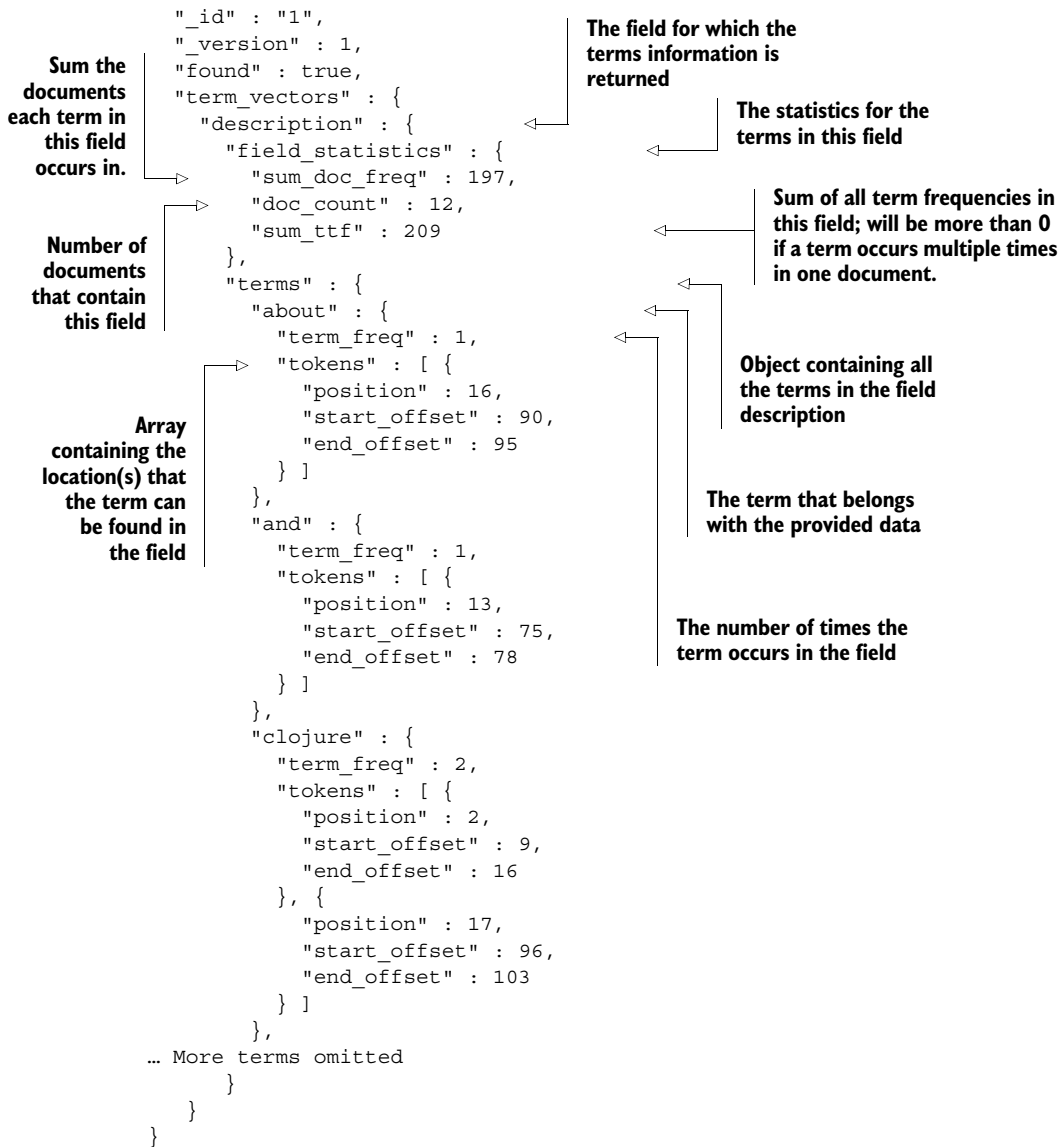 "_id" : "1",
"_version" : 1,
"found" : true,
"term_vectors" : {
"description" : {
"field_statistics" : {
"sum_doc_freq" : 197,
"doc_count" : 12,
"sum_ttf" : 209
},
"terms" : {
"about" : {
"term_freq" : 1,
"tokens" : [ {
"position" : 16,
"start_offset" : 90,
"end_offset" : 95
} ]
},
"and" : {
"term_freq" : 1,
"tokens" : [ {
"position" : 13,
"start_offset" : 75,
"end_offset" : 78
} ]
},
"clojure" : {
"term_freq" : 2,
"tokens" : [ {
"position" : 2,
"start_offset" : 9,
"end_offset" : 16
}, {
"position" : 17,
"start_offset" : 96,
"end_offset" : 103
} ]
},
… More terms omitted
}
}
}
Sum the
documents
each term in
this field
occurs in.
Number of
documents
that contain
this field
Array
containing the
location(s) that
the term can
be found in
the field
The field for which the
terms information is
returned
The statistics for the
terms in this field
Sum of all term frequencies in
this field; will be more than 0
if a term occurs multiple times
in one document.
Object containing all
the terms in the field
description
The term that belongs
with the provided data
The number of times the
term occurs in the field